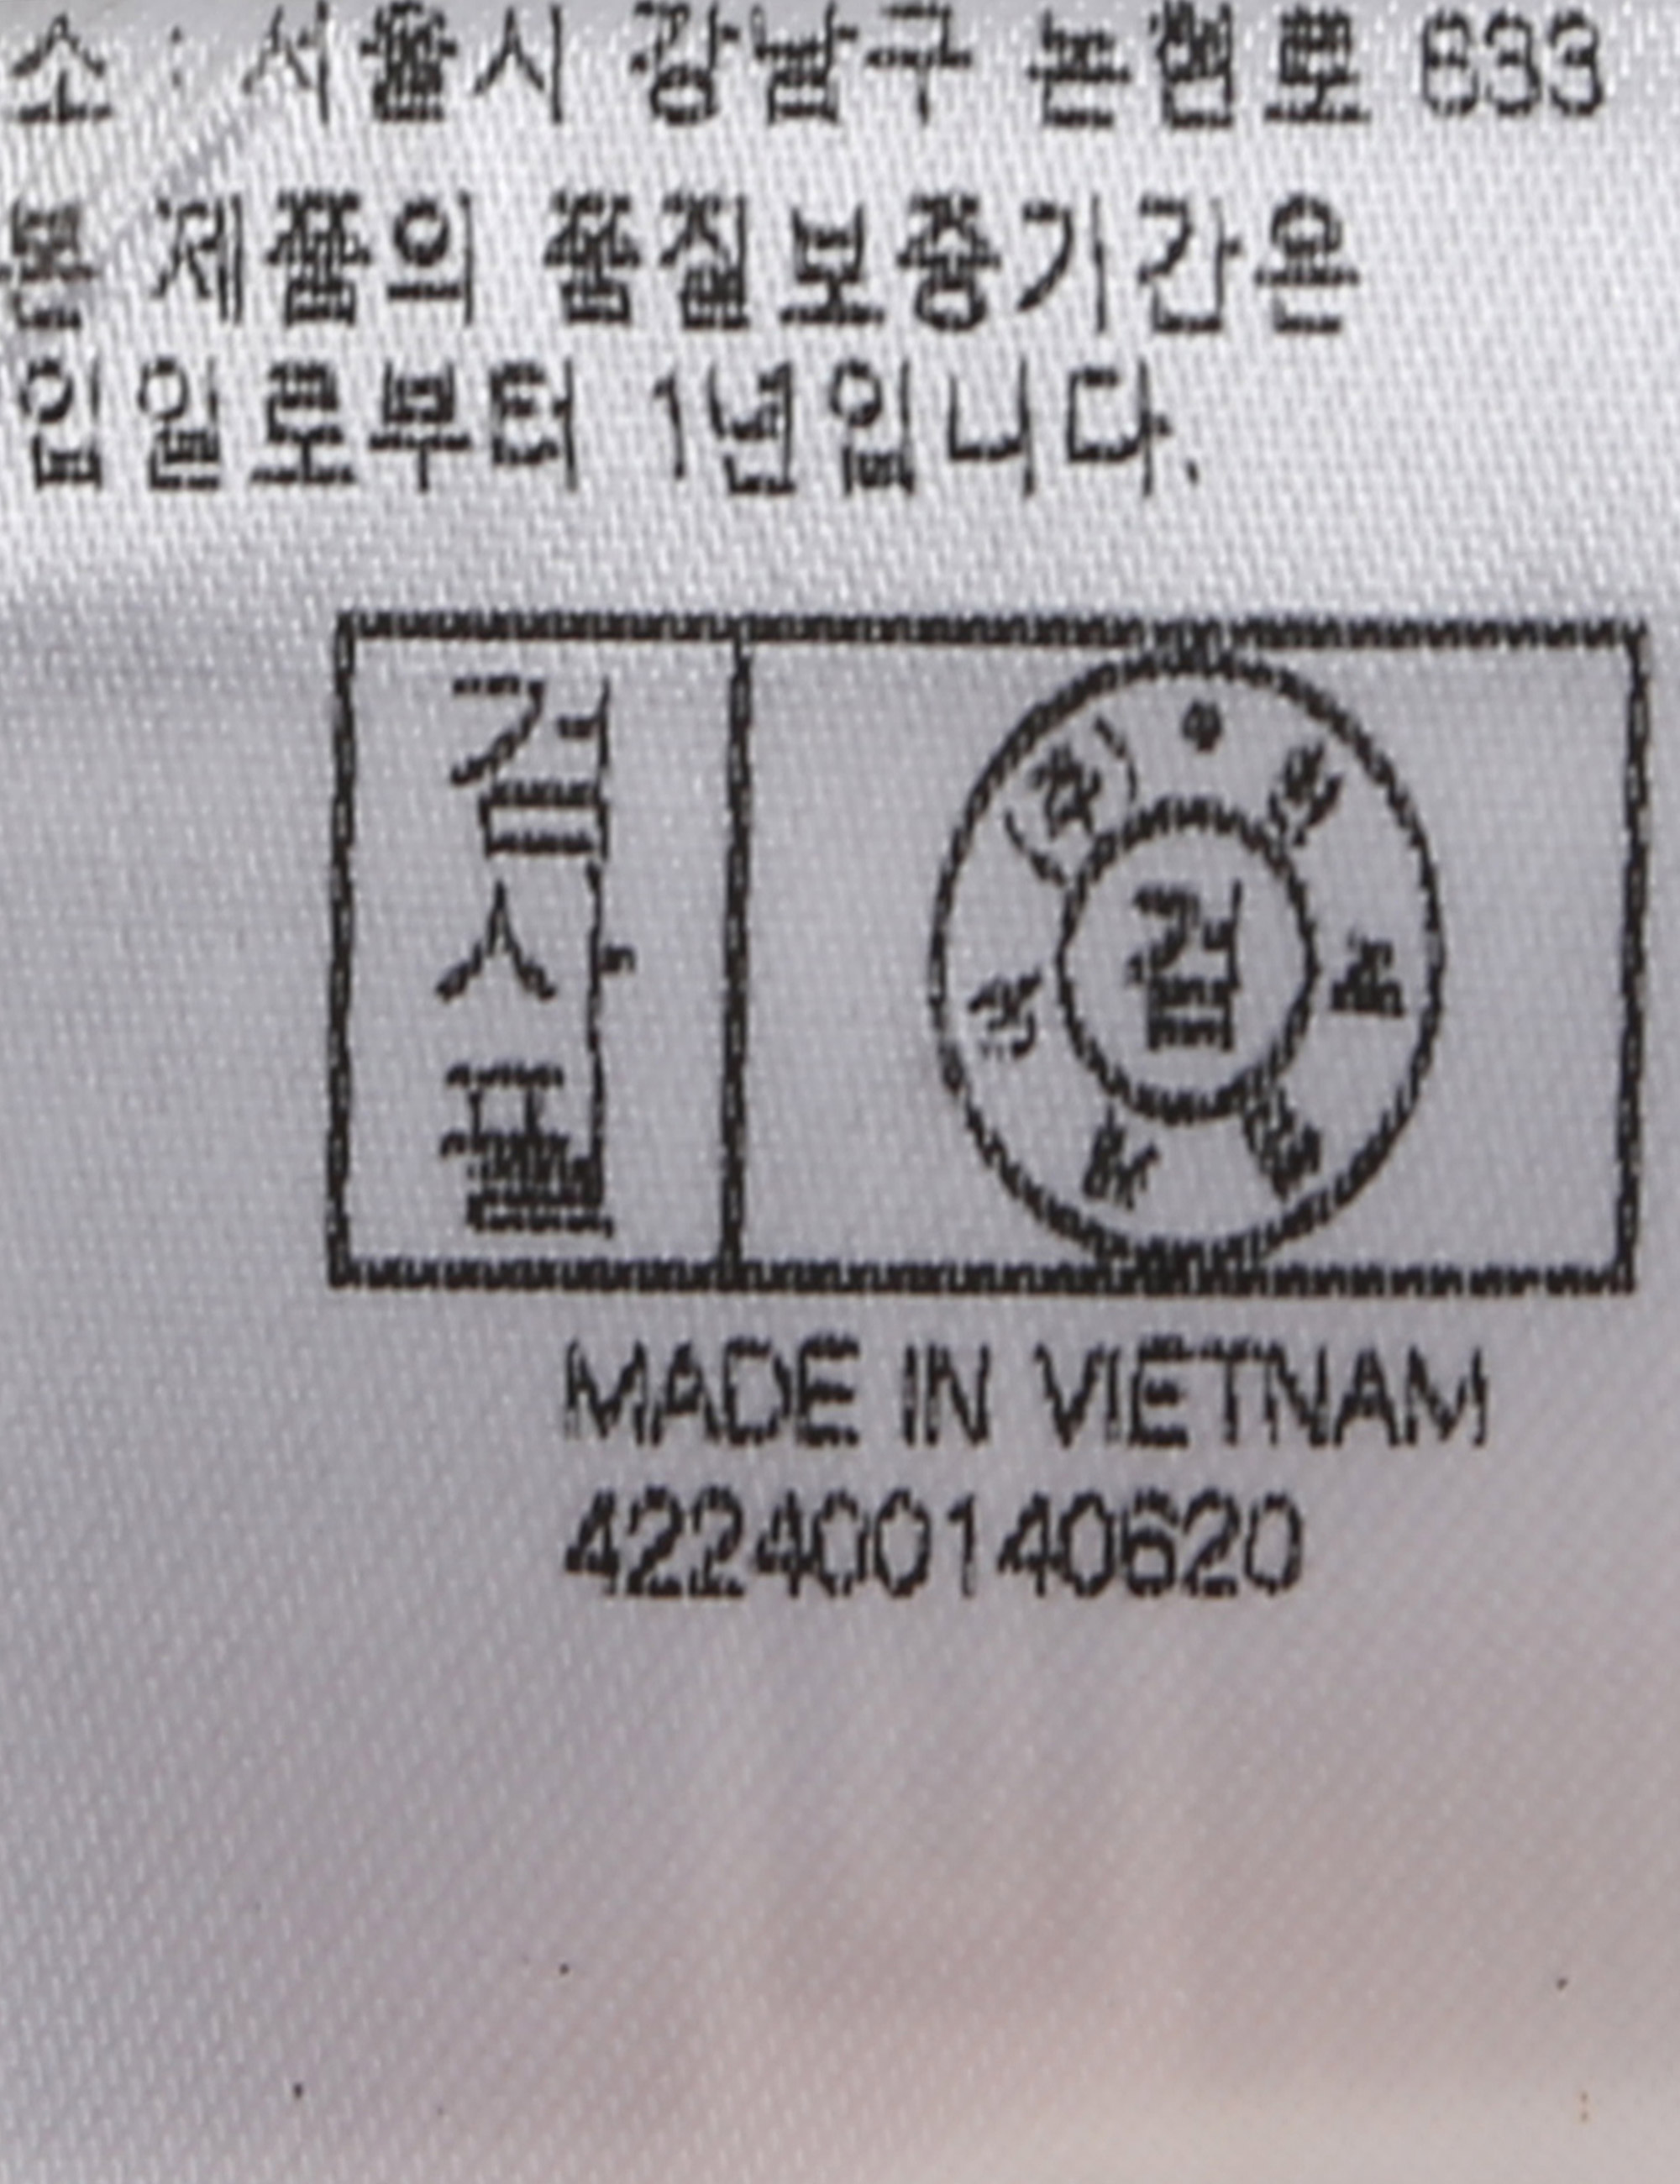 소 : 서울시 강남구 논현로 633
본 제품의 품질보증기간은
입일로부터 1년입니다.
검사필
검
MADE IN VIETNAM
422400140620